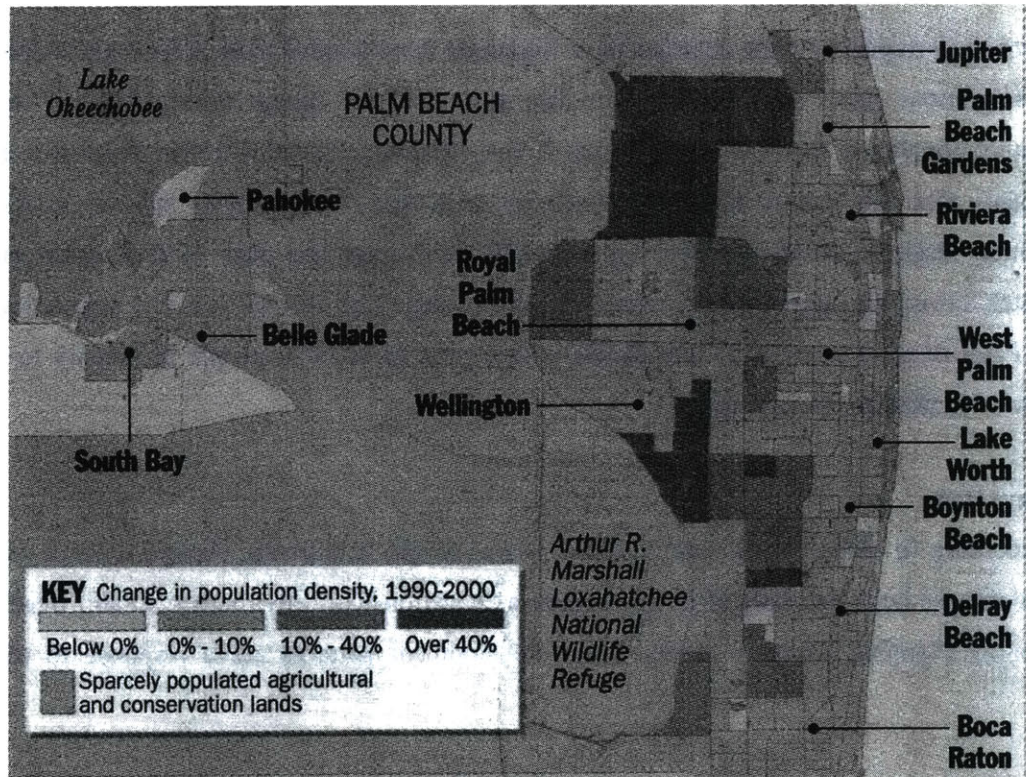 Lake
Okeechobee
PALM BEACH
COUNTY
Pahokee
Belle Glade
South Bay
Royal
Palm
Beach
Wellington
Jupiter
Palm
Beach
Gardens
Riviera
Beach
West
Palm
Beach
Lake
Worth
Boynton
Beach
Delray
Beach
Boca
Raton
Arthur R.
Marshall
Loxahatchee
National
Wildlife
Refuge
KEY Change in population density, 1990-2000
Below 0% 0% - 10% 10% - 40% Over 40%
Sparcely populated agricultural
and conservation lands